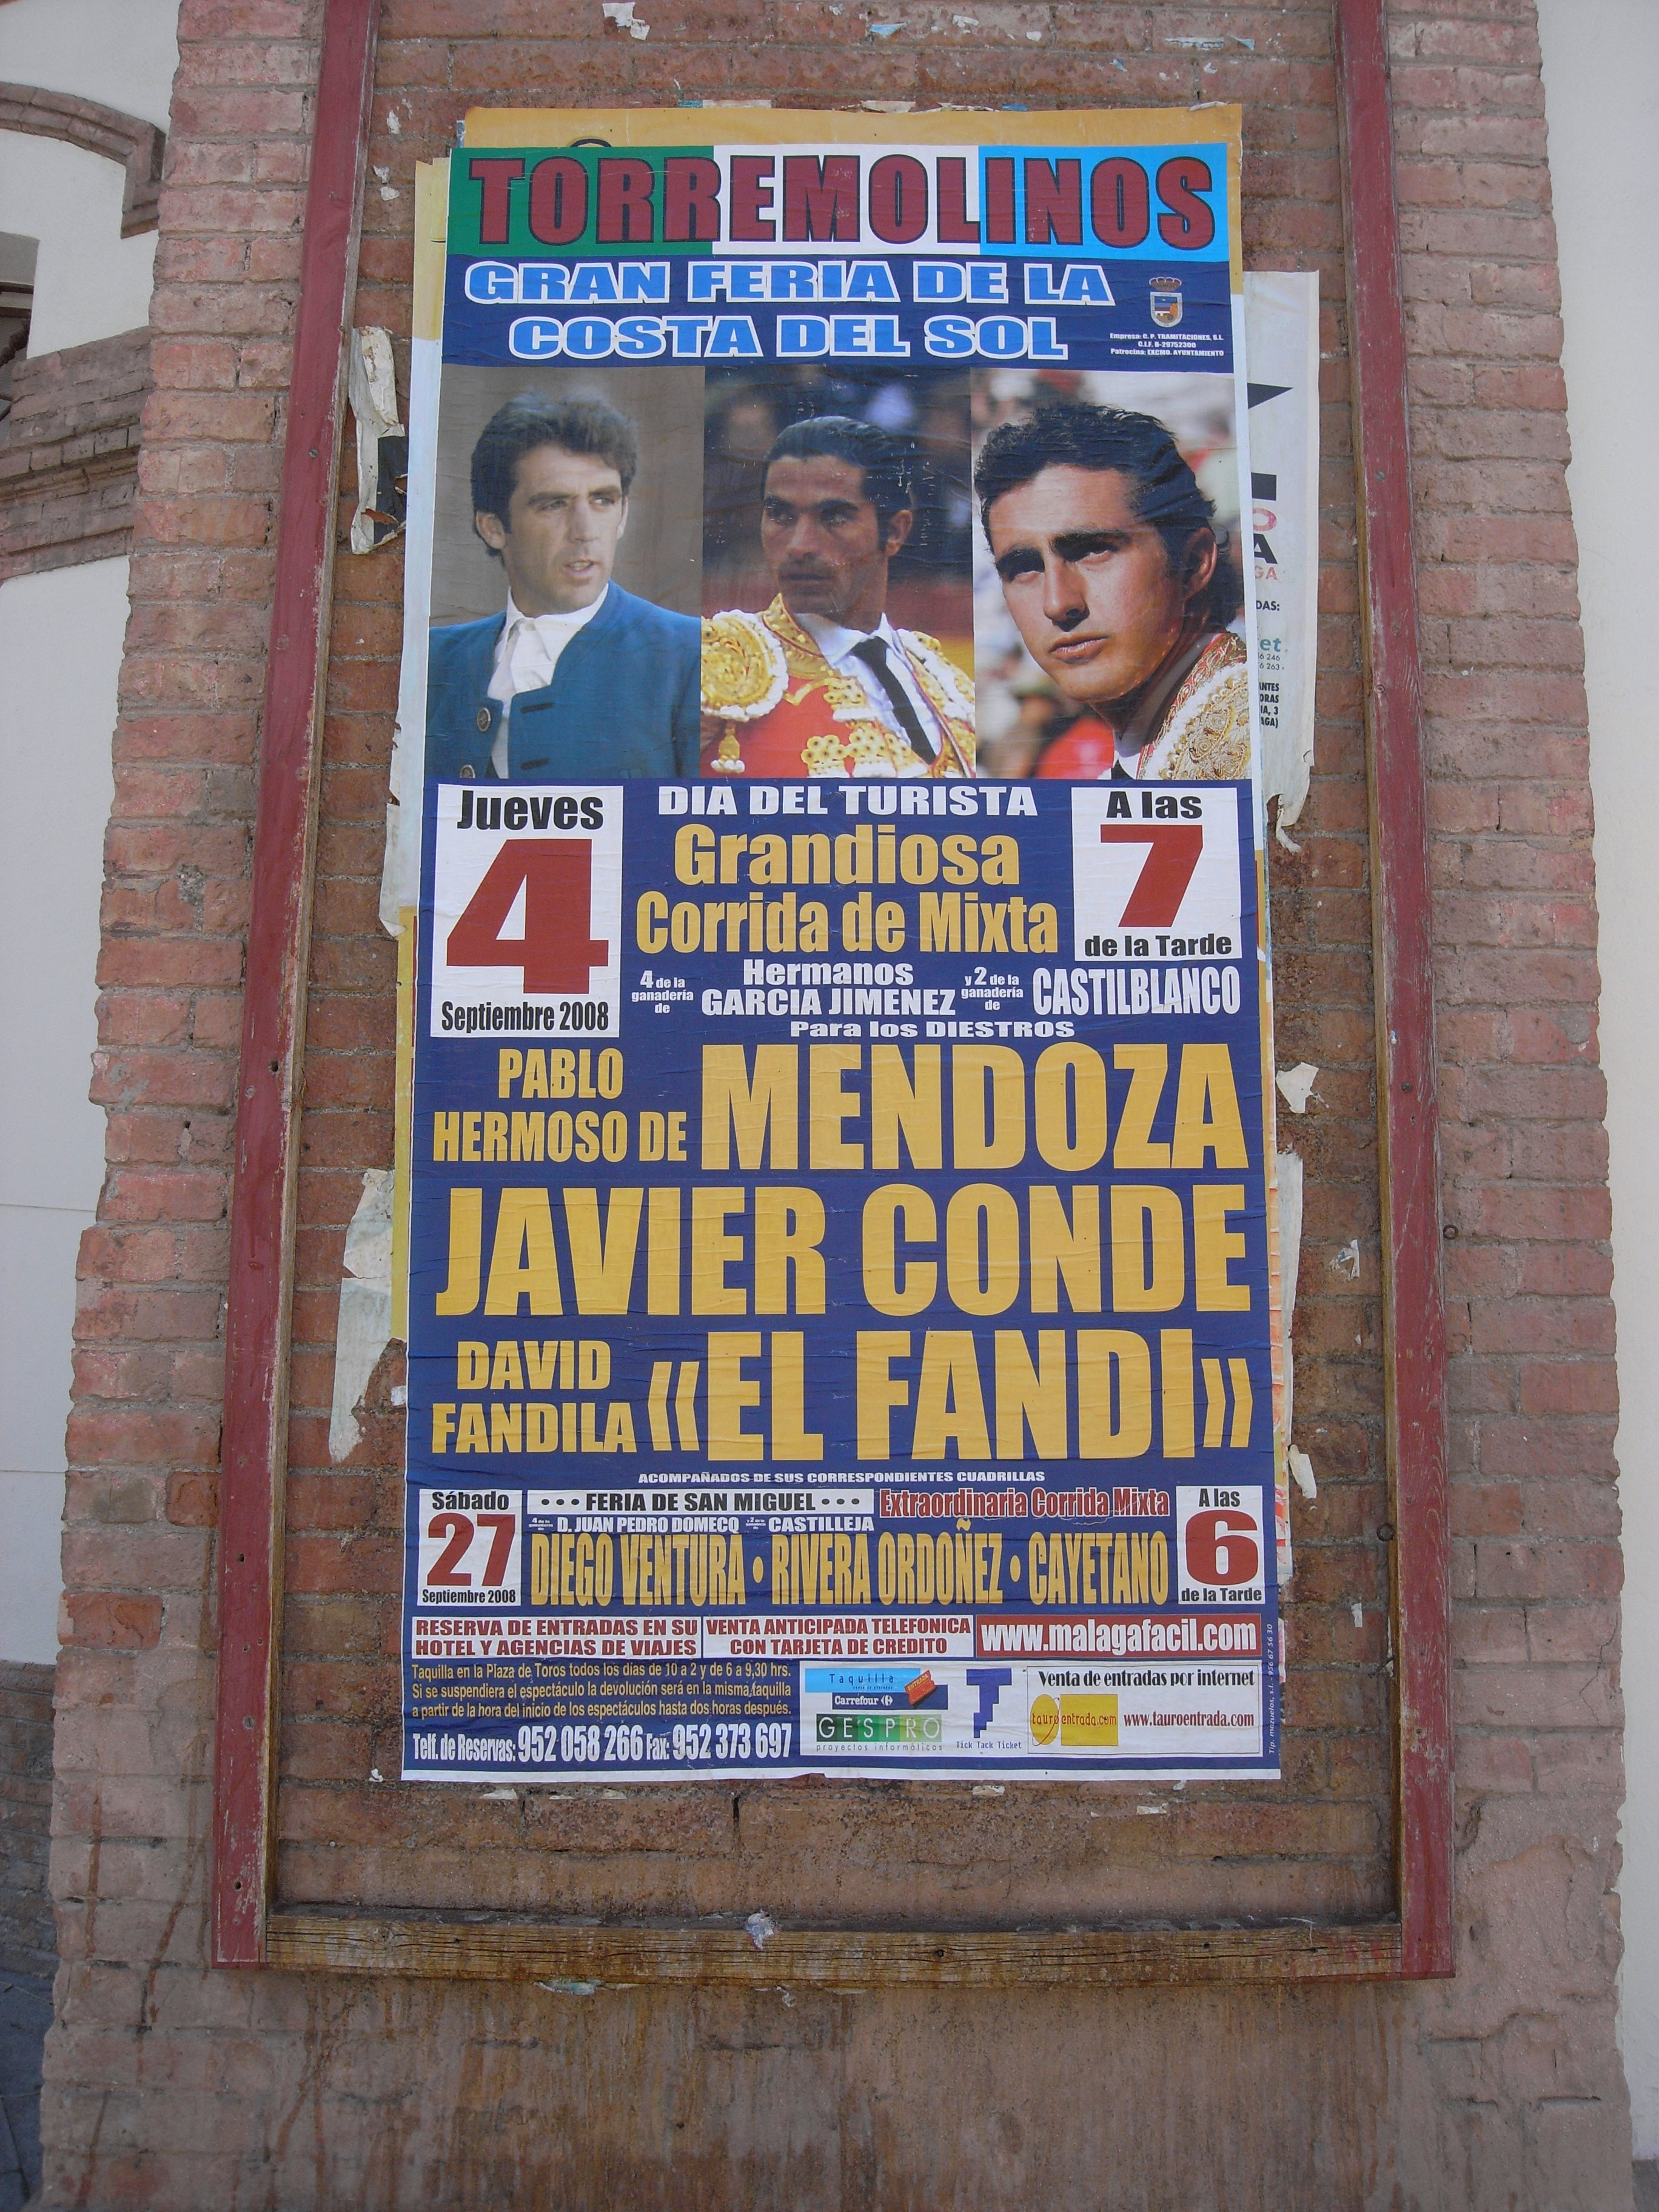 TORREMOLINOS
GRAN FERIA DE LA
COSTA DEL SOL
Empresa: C. P. TRAMITACIONES, S.L.
C.I.F. B-29752300
Patrocina: EXCMO. AYUNTAMIENTO
Jueves
4
Septiembre 2008
DIA DEL TURISTA
Grandiosa
Corrida de Mixta
A las
7
de la Tarde
4 de la ganadería de Hermanos GARCIA JIMENEZ y 2 de la ganadería de CASTILBLANCO
Para los DIESTROS
PABLO HERMOSO DE MENDOZA
JAVIER CONDE
DAVID FANDILA «EL FANDI»
ACOMPAÑADOS DE SUS CORRESPONDIENTES CUADRILLAS
Sábado
27
Septiembre 2008
••• FERIA DE SAN MIGUEL ••• Extraordinaria Corrida Mixta
D. JUAN PEDRO DOMECQ CASTILLEJA
DIEGO VENTURA • RIVERA ORDOÑEZ • CAYETANO
A las
6
de la Tarde
RESERVA DE ENTRADAS EN SU
HOTEL Y AGENCIAS DE VIAJES
VENTA ANTICIPADA TELEFONICA
CON TARJETA DE CREDITO
www.malagafacil.com
Taquilla en la Plaza de Toros todos los días de 10 a 2 y de 6 a 9,30 hrs.
Si se suspendiera el espectáculo la devolución será en la misma taquilla
a partir de la hora del inicio de los espectáculos hasta dos horas después.
Telf. de Reservas: 952 058 266 Fax: 952 373 697
Taquilla
Carrefour
GESPRO
proyectos informáticos
Tick Tack Ticket
Venta de entradas por internet
tauroentrada.com
www.tauroentrada.com